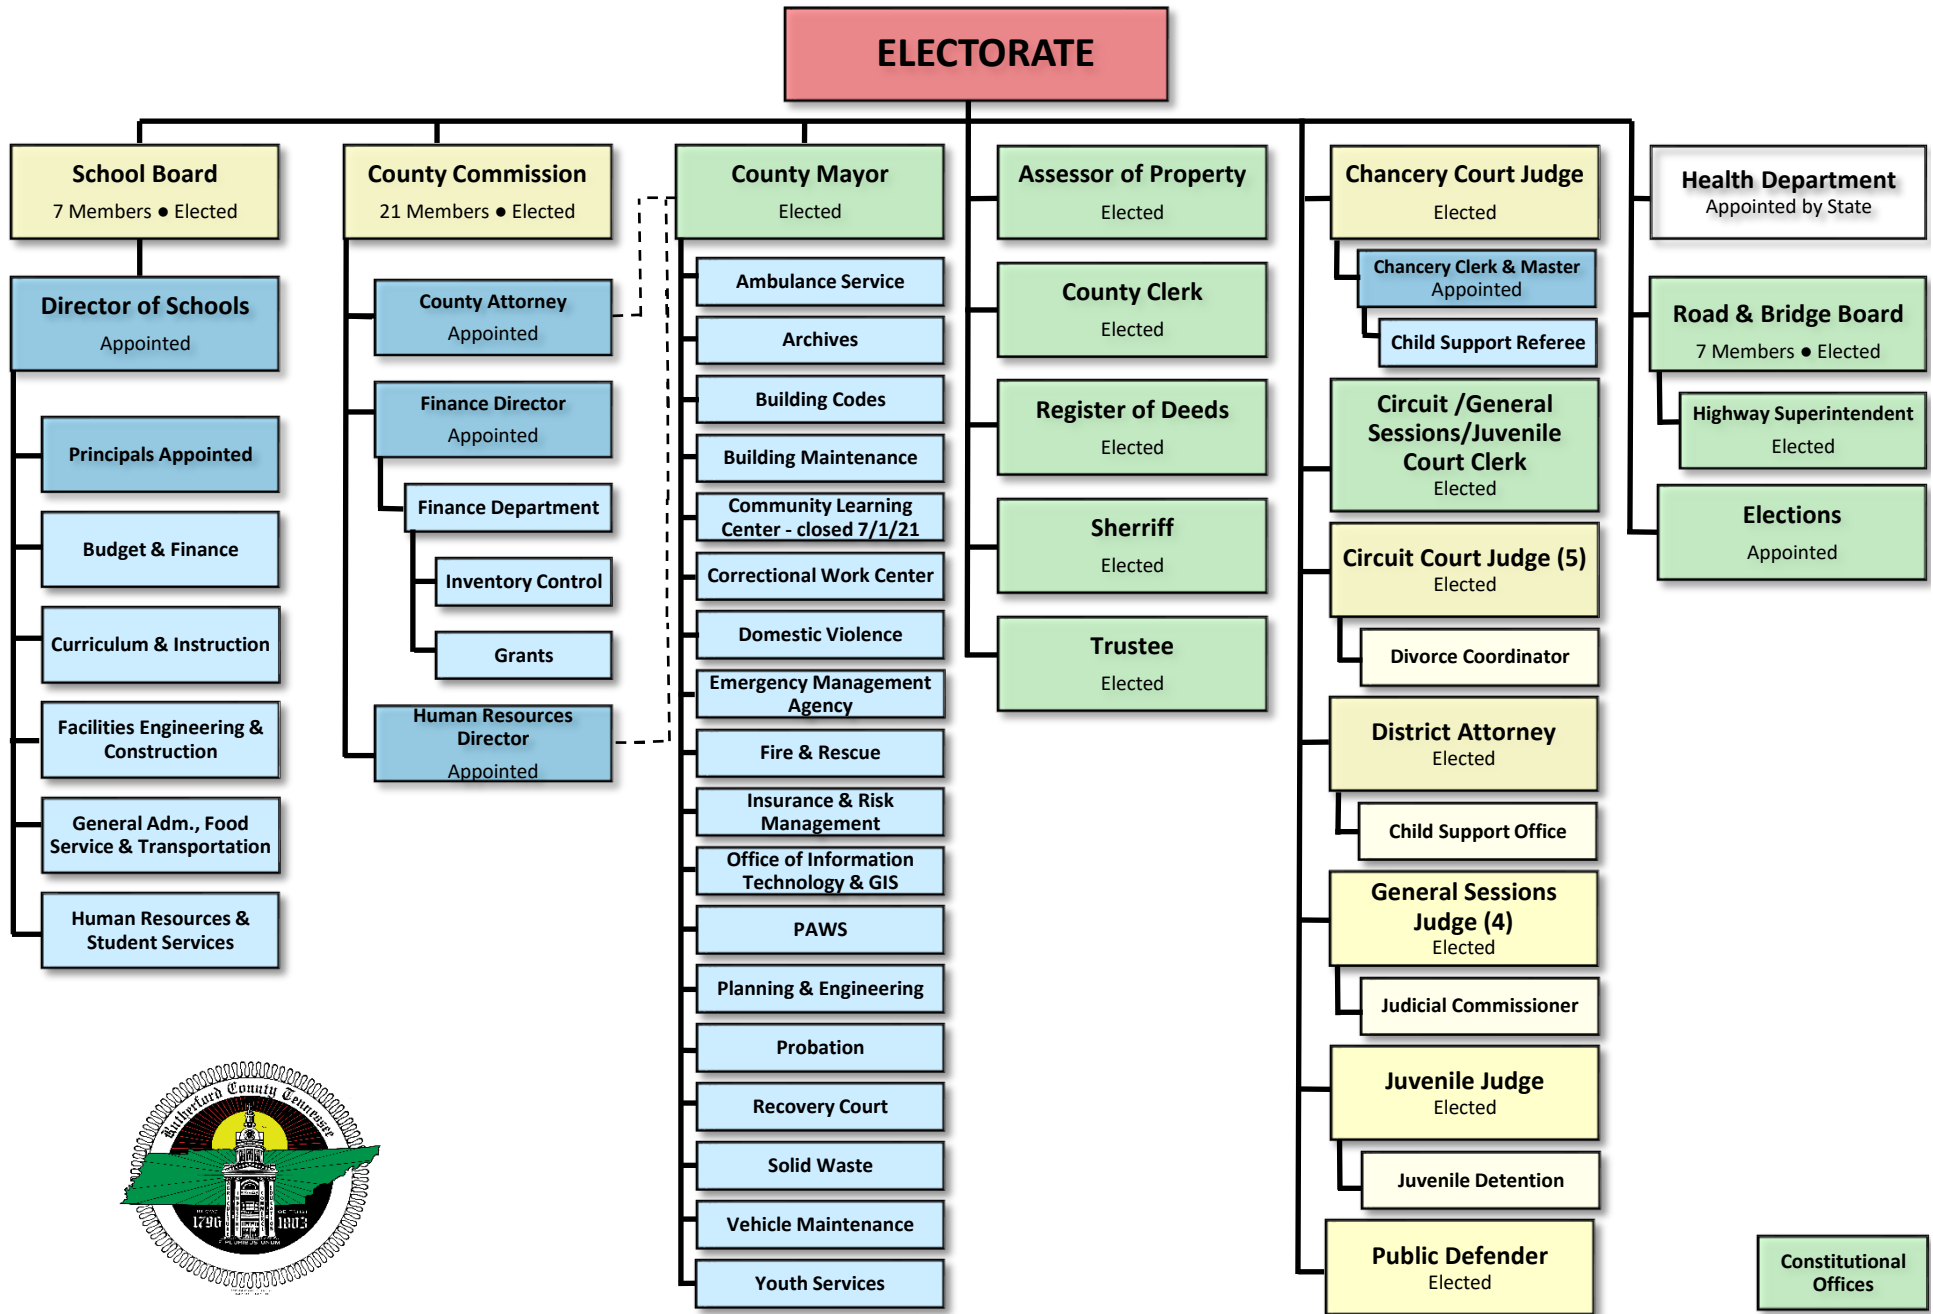 ELECTORATE
School Board
7 Members ● Elected
Director of Schools
Appointed
Principals Appointed
Budget & Finance
Curriculum & Instruction
Facilities Engineering &
Construction
General Adm., Food
Service & Transportation
Human Resources &
Student Services
County Commission
21 Members ● Elected
County Attorney
Appointed
Finance Director
Appointed
Finance Department
Inventory Control
Grants
Human Resources
Director
Appointed
County Mayor
Elected
Ambulance Service
Archives
Building Codes
Building Maintenance
Community Learning
Center - closed 7/1/21
Correctional Work Center
Domestic Violence
Emergency Management
Agency
Fire & Rescue
Insurance & Risk
Management
Office of Information
Technology & GIS
PAWS
Planning & Engineering
Probation
Recovery Court
Solid Waste
Vehicle Maintenance
Youth Services
Assessor of Property
Elected
County Clerk
Elected
Register of Deeds
Elected
Sherriff
Elected
Trustee
Elected
Chancery Court Judge
Elected
Chancery Clerk & Master
Appointed
Child Support Referee
Circuit /General
Sessions/Juvenile
Court Clerk
Elected
Circuit Court Judge (5)
Elected
Divorce Coordinator
District Attorney
Elected
Child Support Office
General Sessions
Judge (4)
Elected
Judicial Commissioner
Juvenile Judge
Elected
Juvenile Detention
Public Defender
Elected
Health Department
Appointed by State
Road & Bridge Board
7 Members ● Elected
Highway Superintendent
Elected
Elections
Appointed
Constitutional
Offices
Rutherford County Tennessee
1796 1803